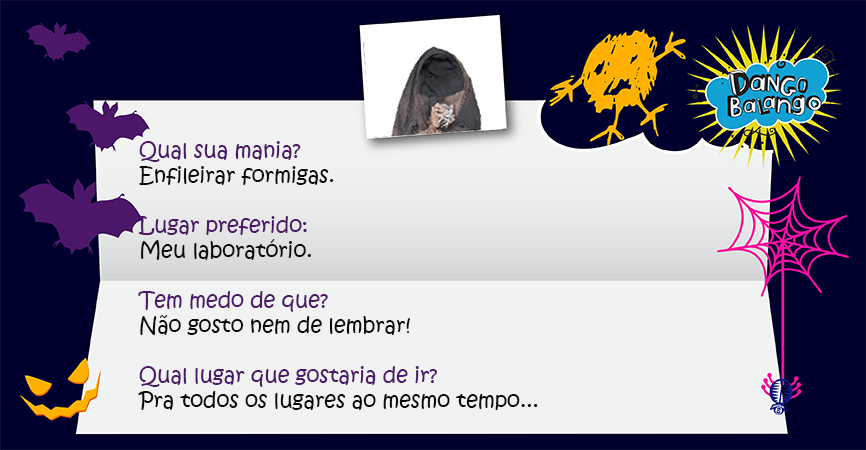 DANGO
BALANGO
Qual sua mania?
Enfileirar formigas.
Lugar preferido:
Meu laboratório.
Tem medo de que?
Não gosto nem de lembrar!
Qual lugar que gostaria de ir?
Pra todos os lugares ao mesmo tempo...